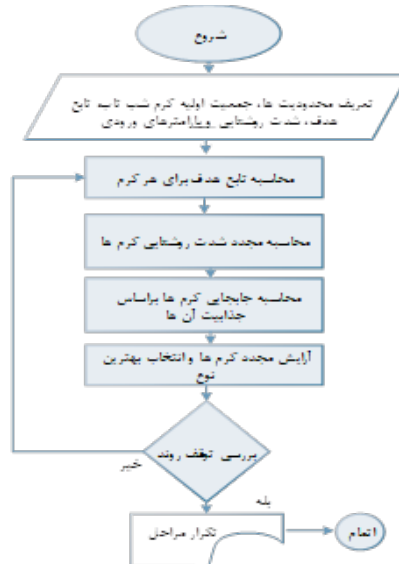 شروع
تعریف محدودیت ها، جمعیت اولیه کرم شب تاب، تابع
هدف، شدت روشنایی وپارامترهای ورودی
محاسبه تابع هدف برای هر کرم
محاسبه مجدد شدت روشنایی کرم ها
محاسبه جابجایی کرم ها براساس
جذابیت آن ها
آرایش مجدد کرم ها و انتخاب بهترین
نوع
بررسی توقف روند
خیر
بله
تکرار مراحل
اتمام